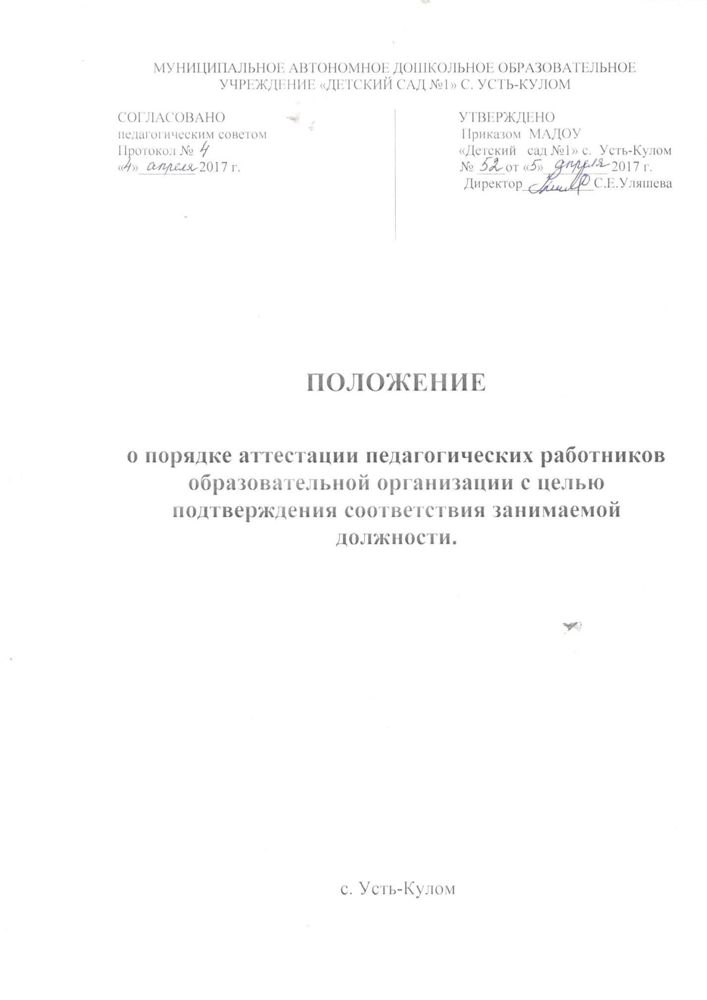 МУНИЦИПАЛЬНОЕ АВТОНОМНОЕ ДОШКОЛЬНОЕ ОБРАЗОВАТЕЛЬНОЕ
УЧРЕЖДЕНИЕ «ДЕТСКИЙ САД №1» С. УСТЬ-КУЛОМ
СОГЛАСОВАНО
педагогическим советом
Протокол № 4
«4» апреля 2017 г.
УТВЕРЖДЕНО
Приказом МАДОУ
«Детский сад №1» с. Усть-Кулом
№ 52 от «5» апреля 2017 г.
Директор С.Е.Уляшева
ПОЛОЖЕНИЕ
о порядке аттестации педагогических работников
образовательной организации с целью
подтверждения соответствия занимаемой
должности.
с. Усть-Кулом